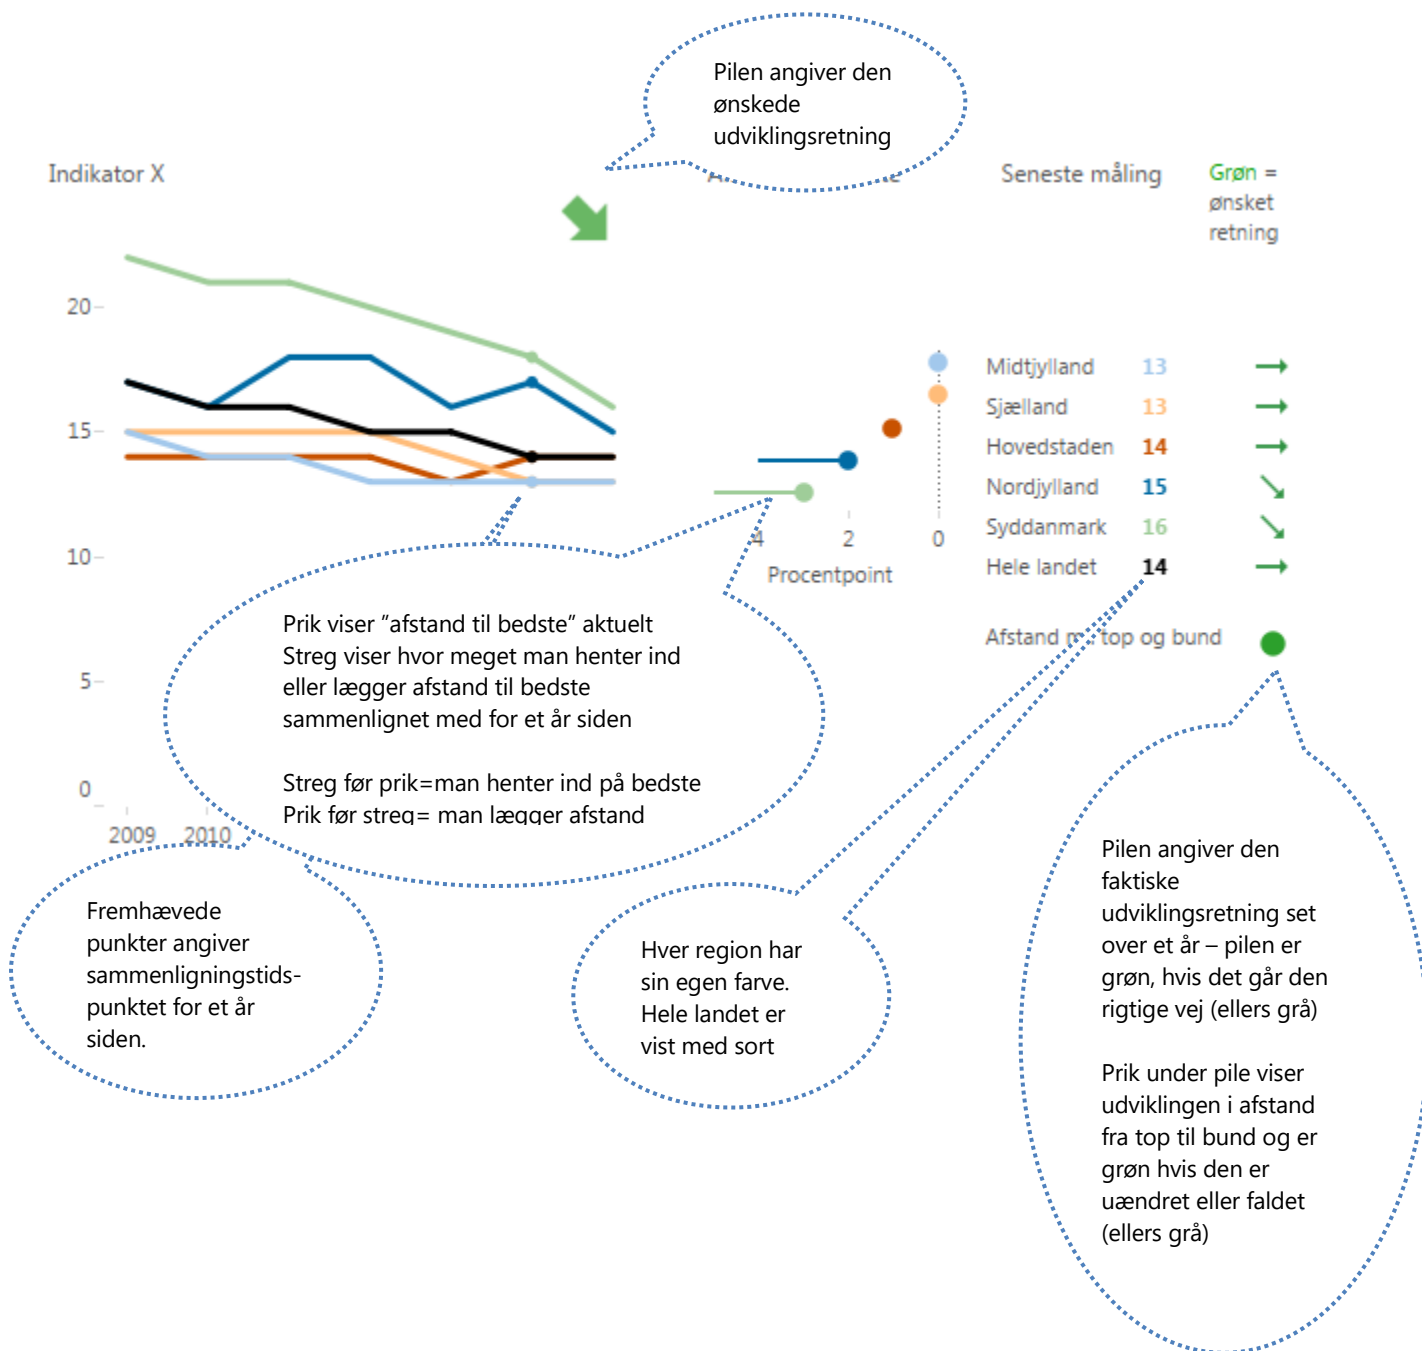 Pilen angiver den
ønskede
udviklingsretning
Indikator X
Seneste måling
Grøn =
ønsket
retning
20
15
10
5
0
2009 2010
4 2 0
Procentpoint
Midtjylland 13
Sjælland 13
Hovedstaden 14
Nordjylland 15
Syddanmark 16
Hele landet 14
Afstand m. top og bund
Prik viser ”afstand til bedste” aktuelt
Streg viser hvor meget man henter ind
eller lægger afstand til bedste
sammenlignet med for et år siden
Streg før prik=man henter ind på bedste
Prik før streg= man lægger afstand
Fremhævede
punkter angiver
sammenligningstids-
punktet for et år
siden.
Hver region har
sin egen farve.
Hele landet er
vist med sort
Pilen angiver den
faktiske
udviklingsretning set
over et år – pilen er
grøn, hvis det går den
rigtige vej (ellers grå)
Prik under pile viser
udviklingen i afstand
fra top til bund og er
grøn hvis den er
uændret eller faldet
(ellers grå)